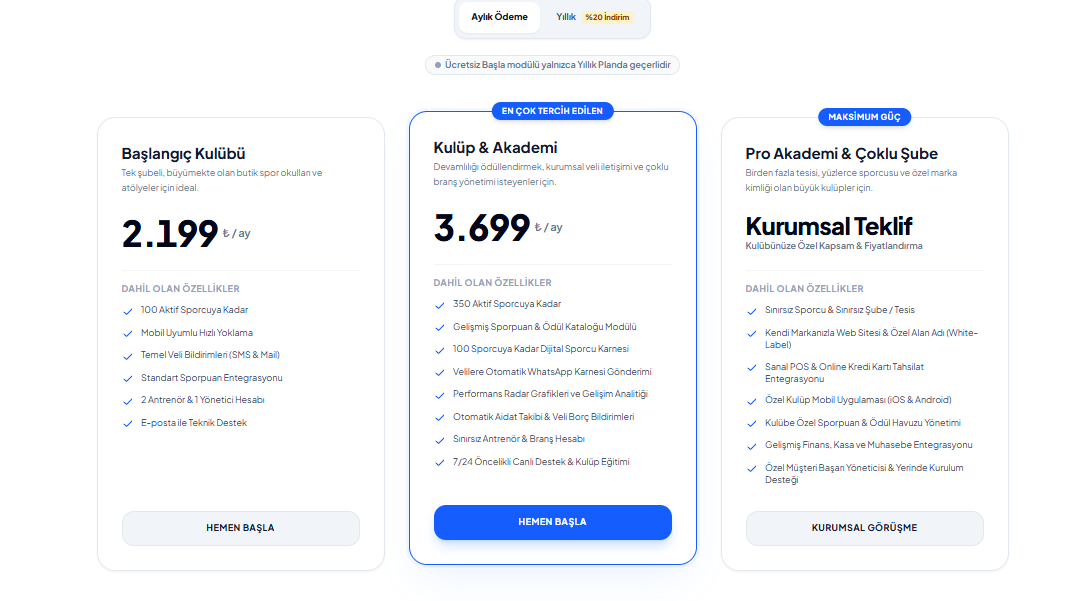 Aylık Ödeme
Yıllık %20 İndirim
Ücretsiz Başla modülü yalnızca Yıllık Planda geçerlidir
Başlangıç Kulübü
Tek şubeli, büyümekte olan butik spor okulları ve
atölyeler için ideal.
2.199 ₺ / ay
DAHİL OLAN ÖZELLİKLER
100 Aktif Sporcuya Kadar
Mobil Uyumlu Hızlı Yoklama
Temel Veli Bildirimleri (SMS & Mail)
Standart Sporpuan Entegrasyonu
2 Antrenör & 1 Yönetici Hesabı
E-posta ile Teknik Destek
HEMEN BAŞLA
EN ÇOK TERCİH EDİLEN
Kulüp & Akademi
Devamlılığı ödüllendirmek, kurumsal veli iletişimi ve çoklu
branş yönetimi isteyenler için.
3.699 ₺ / ay
DAHİL OLAN ÖZELLİKLER
350 Aktif Sporcuya Kadar
Gelişmiş Sporpuan & Ödül Kataloğu Modülü
100 Sporcuya Kadar Dijital Sporcu Karnesi
Velilere Otomatik WhatsApp Karnesi Gönderimi
Performans Radar Grafikleri ve Gelişim Analitiği
Otomatik Aidat Takibi & Veli Borç Bildirimleri
Sınırsız Antrenör & Branş Hesabı
7/24 Öncelikli Canlı Destek & Kulüp Eğitimi
HEMEN BAŞLA
MAKSİMUM GÜÇ
Pro Akademi & Çoklu Şube
Birden fazla tesisi, yüzlerce sporcusu ve özel marka
kimliği olan büyük kulüpler için.
Kurumsal Teklif
Kulübünüze Özel Kapsam & Fiyatlandırma
DAHİL OLAN ÖZELLİKLER
Sınırsız Sporcu & Sınırsız Şube / Tesis
Kendi Markanızla Web Sitesi & Özel Alan Adı (White-
Label)
Sanal POS & Online Kredi Kartı Tahsilat
Entegrasyonu
Özel Kulüp Mobil Uygulaması (iOS & Android)
Kulübe Özel Sporpuan & Ödül Havuzu Yönetimi
Gelişmiş Finans, Kasa ve Muhasebe Entegrasyonu
Özel Müşteri Başarı Yöneticisi & Yerinde Kurulum
Desteği
KURUMSAL GÖRÜŞME